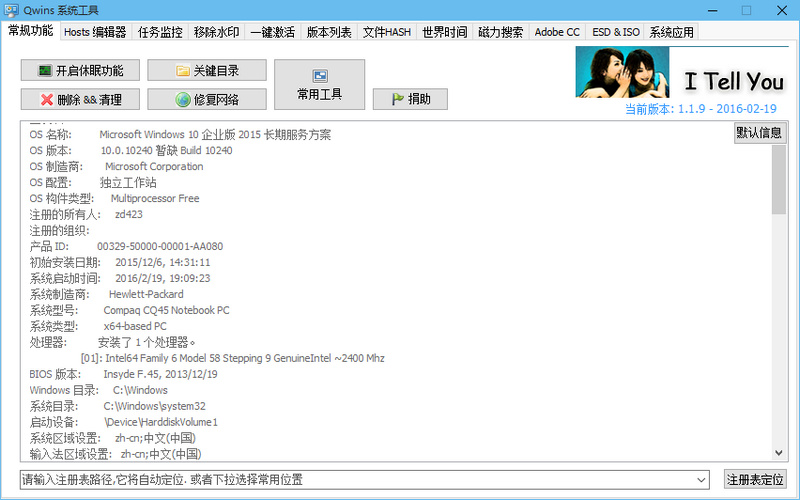 Qwins 系统工具
常规功能 Hosts 编辑器 任务监控 移除水印 一键激活 版本列表 文件HASH 世界时间 磁力搜索 Adobe CC ESD & ISO 系统应用
开启休眠功能 关键目录 常用工具
删除 && 清理 修复网络 捐助
I Tell You
当前版本: 1.1.9 - 2016-02-19
默认信息
OS 名称: Microsoft Windows 10 企业版 2015 长期服务方案
OS 版本: 10.0.10240 暂缺 Build 10240
OS 制造商: Microsoft Corporation
OS 配置: 独立工作站
OS 构件类型: Multiprocessor Free
注册的所有人: zd423
注册的组织:
产品 ID: 00329-50000-00001-AA080
初始安装日期: 2015/12/6, 14:31:11
系统启动时间: 2016/2/19, 19:09:23
系统制造商: Hewlett-Packard
系统型号: Compaq CQ45 Notebook PC
系统类型: x64-based PC
处理器: 安装了 1 个处理器。
[01]: Intel64 Family 6 Model 58 Stepping 9 GenuineIntel ~2400 Mhz
BIOS 版本: Insyde F.45, 2013/12/19
Windows 目录: C:\Windows
系统目录: C:\Windows\system32
启动设备: \Device\HarddiskVolume1
系统区域设置: zh-cn;中文(中国)
输入法区域设置: zh-cn;中文(中国)
请输入注册表路径,它将自动定位. 或者下拉选择常用位置 注册表定位